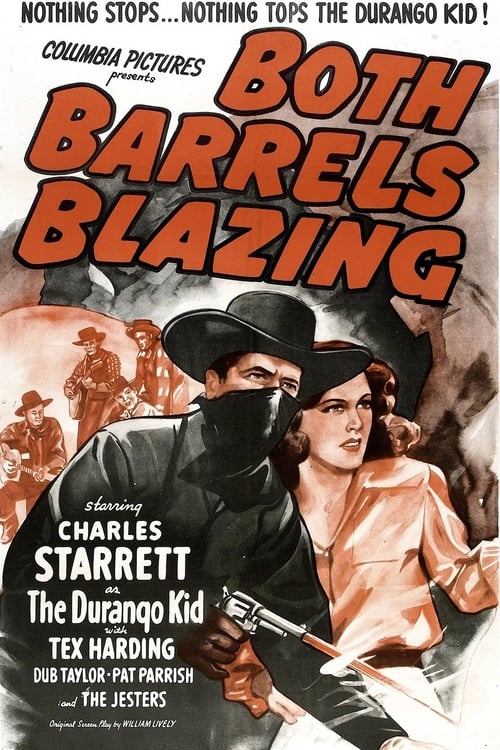 NOTHING STOPS...NOTHING TOPS THE DURANGO KID!
COLUMBIA PICTURES
presents
BOTH
BARRELS
BLAZING
starring
CHARLES
STARRETT
as
The Durango Kid
with
TEX HARDING
DUB TAYLOR · PAT PARRISH
and THE JESTERS
Original Screen Play by WILLIAM LIVELY